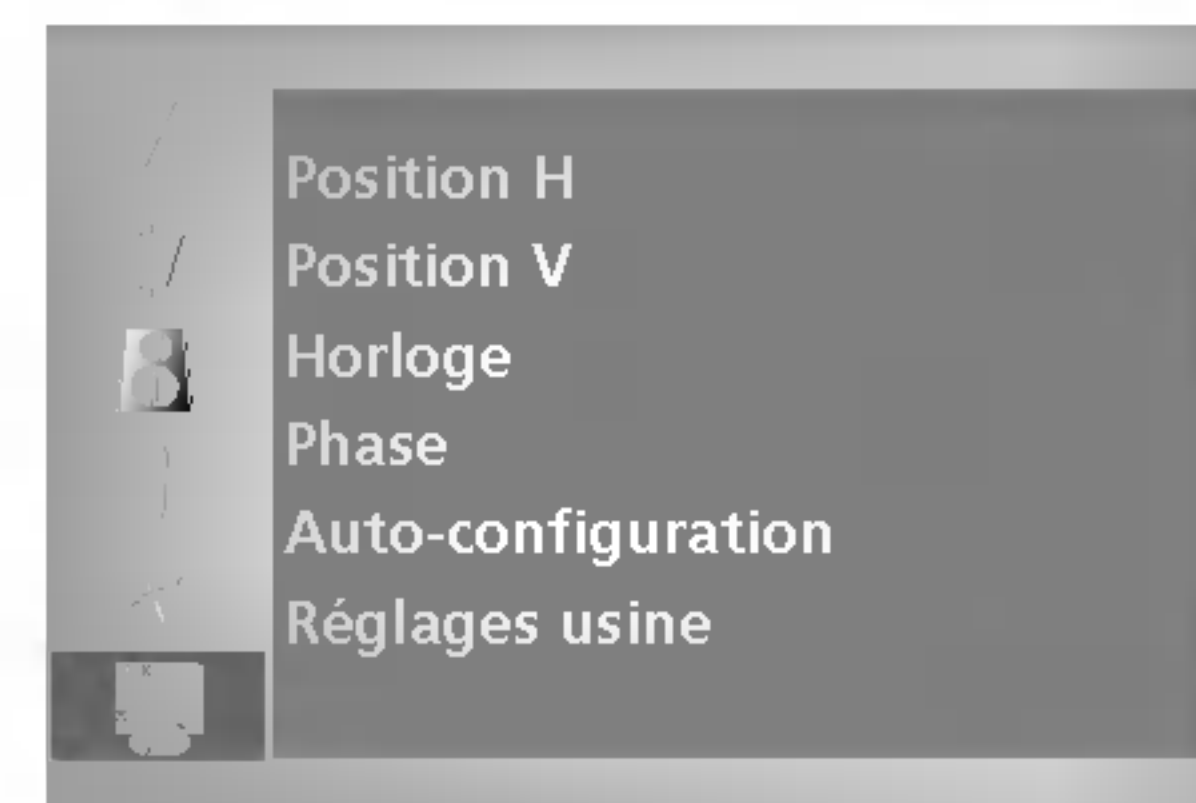 Position H
Position V
Horloge
Phase
Auto-configuration
Réglages usine